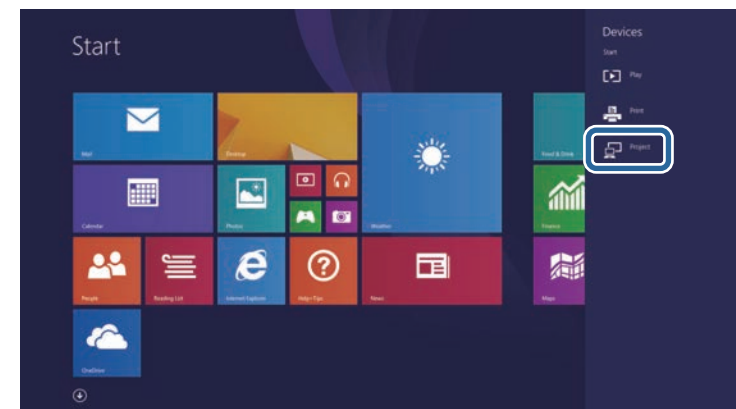 Start
Mail
Desktop
Weather
Food & Drink
Calendar
Photos
Finance
People
Reading List
Internet Explorer
Help+Tips
News
Maps
OneDrive
Devices
Start
Play
Print
Project